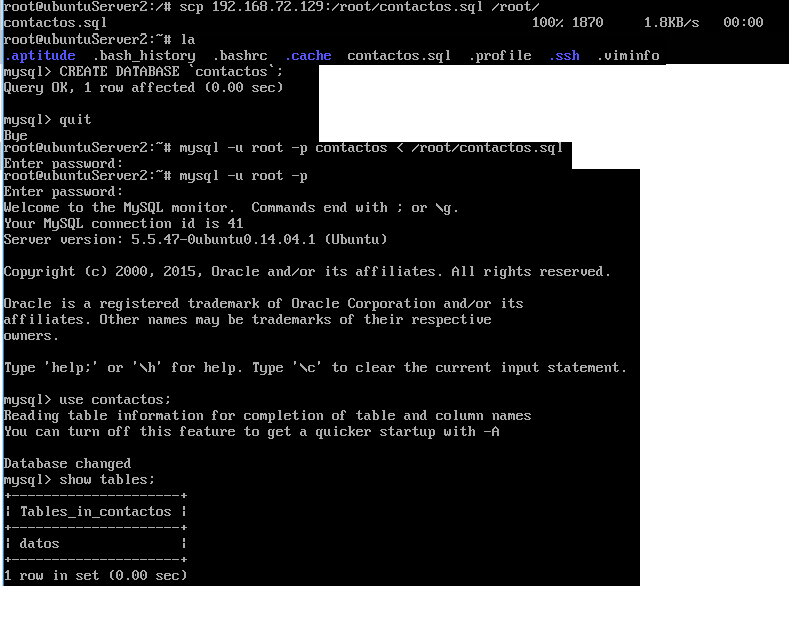 root@ubuntuServer2:/# scp 192.168.72.129:/root/contactos.sql /root/
contactos.sql 100% 1870 1.8KB/s 00:00
root@ubuntuServer2:~# la
.aptitude .bash_history .bashrc .cache contactos.sql .profile .ssh .viminfo
mysql> CREATE DATABASE `contactos`;
Query OK, 1 row affected (0.00 sec)
mysql> quit
Bye
root@ubuntuServer2:~# mysql -u root -p contactos < /root/contactos.sql
Enter password:
root@ubuntuServer2:~# mysql -u root -p
Enter password:
Welcome to the MySQL monitor.  Commands end with ; or \g.
Your MySQL connection id is 41
Server version: 5.5.47-0ubuntu0.14.04.1 (Ubuntu)
Copyright (c) 2000, 2015, Oracle and/or its affiliates. All rights reserved.
Oracle is a registered trademark of Oracle Corporation and/or its
affiliates. Other names may be trademarks of their respective
owners.
Type 'help;' or '\h' for help. Type '\c' to clear the current input statement.
mysql> use contactos;
Reading table information for completion of table and column names
You can turn off this feature to get a quicker startup with -A
Database changed
mysql> show tables;
+---------------------+
| Tables_in_contactos |
+---------------------+
| datos               |
+---------------------+
1 row in set (0.00 sec)